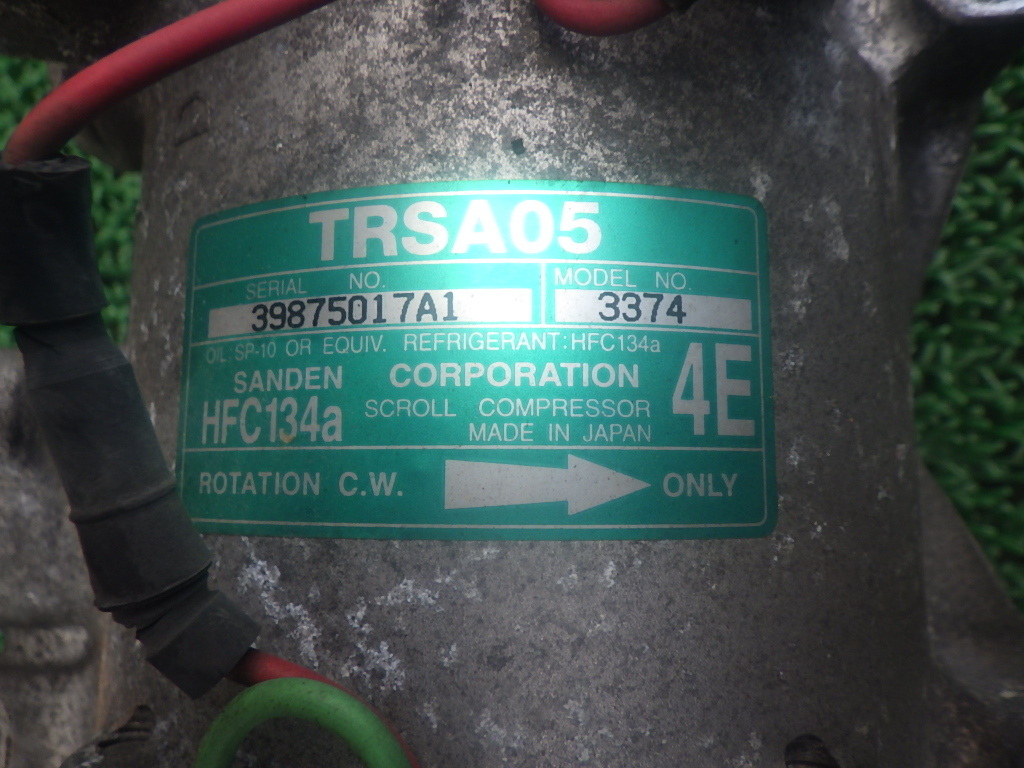 TRSA05
SERIAL NO. MODEL NO.
39875017A1 3374
OIL:SP-10 OR EQUIV. REFRIGERANT:HFC134a
SANDEN CORPORATION 4E
HFC134a SCROLL COMPRESSOR
MADE IN JAPAN
ROTATION C.W. ONLY